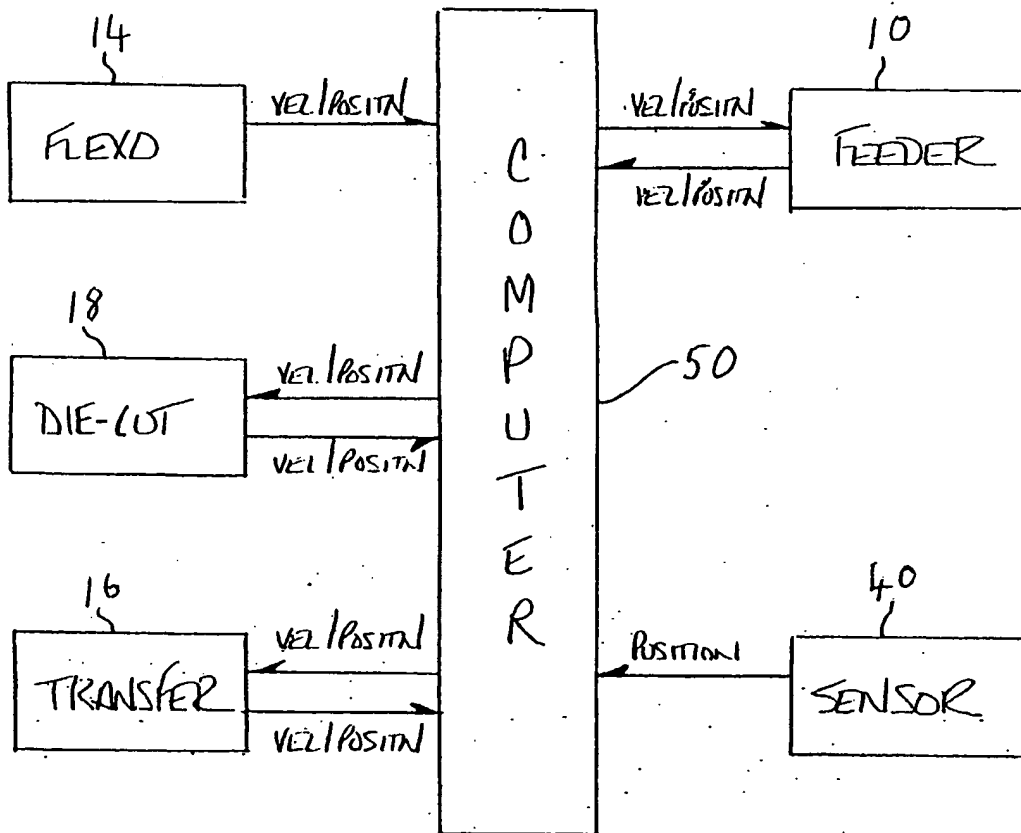 14
FLEXO
VEL/POSITN
18
DIE-CUT
VEL/POSITN
VEL/POSITN
16
TRANSFER
VEL/POSITN
VEL/POSITN
COMPUTER
50
10
FEEDER
VEL/POSITN
VEL/POSITN
40
SENSOR
POSITION